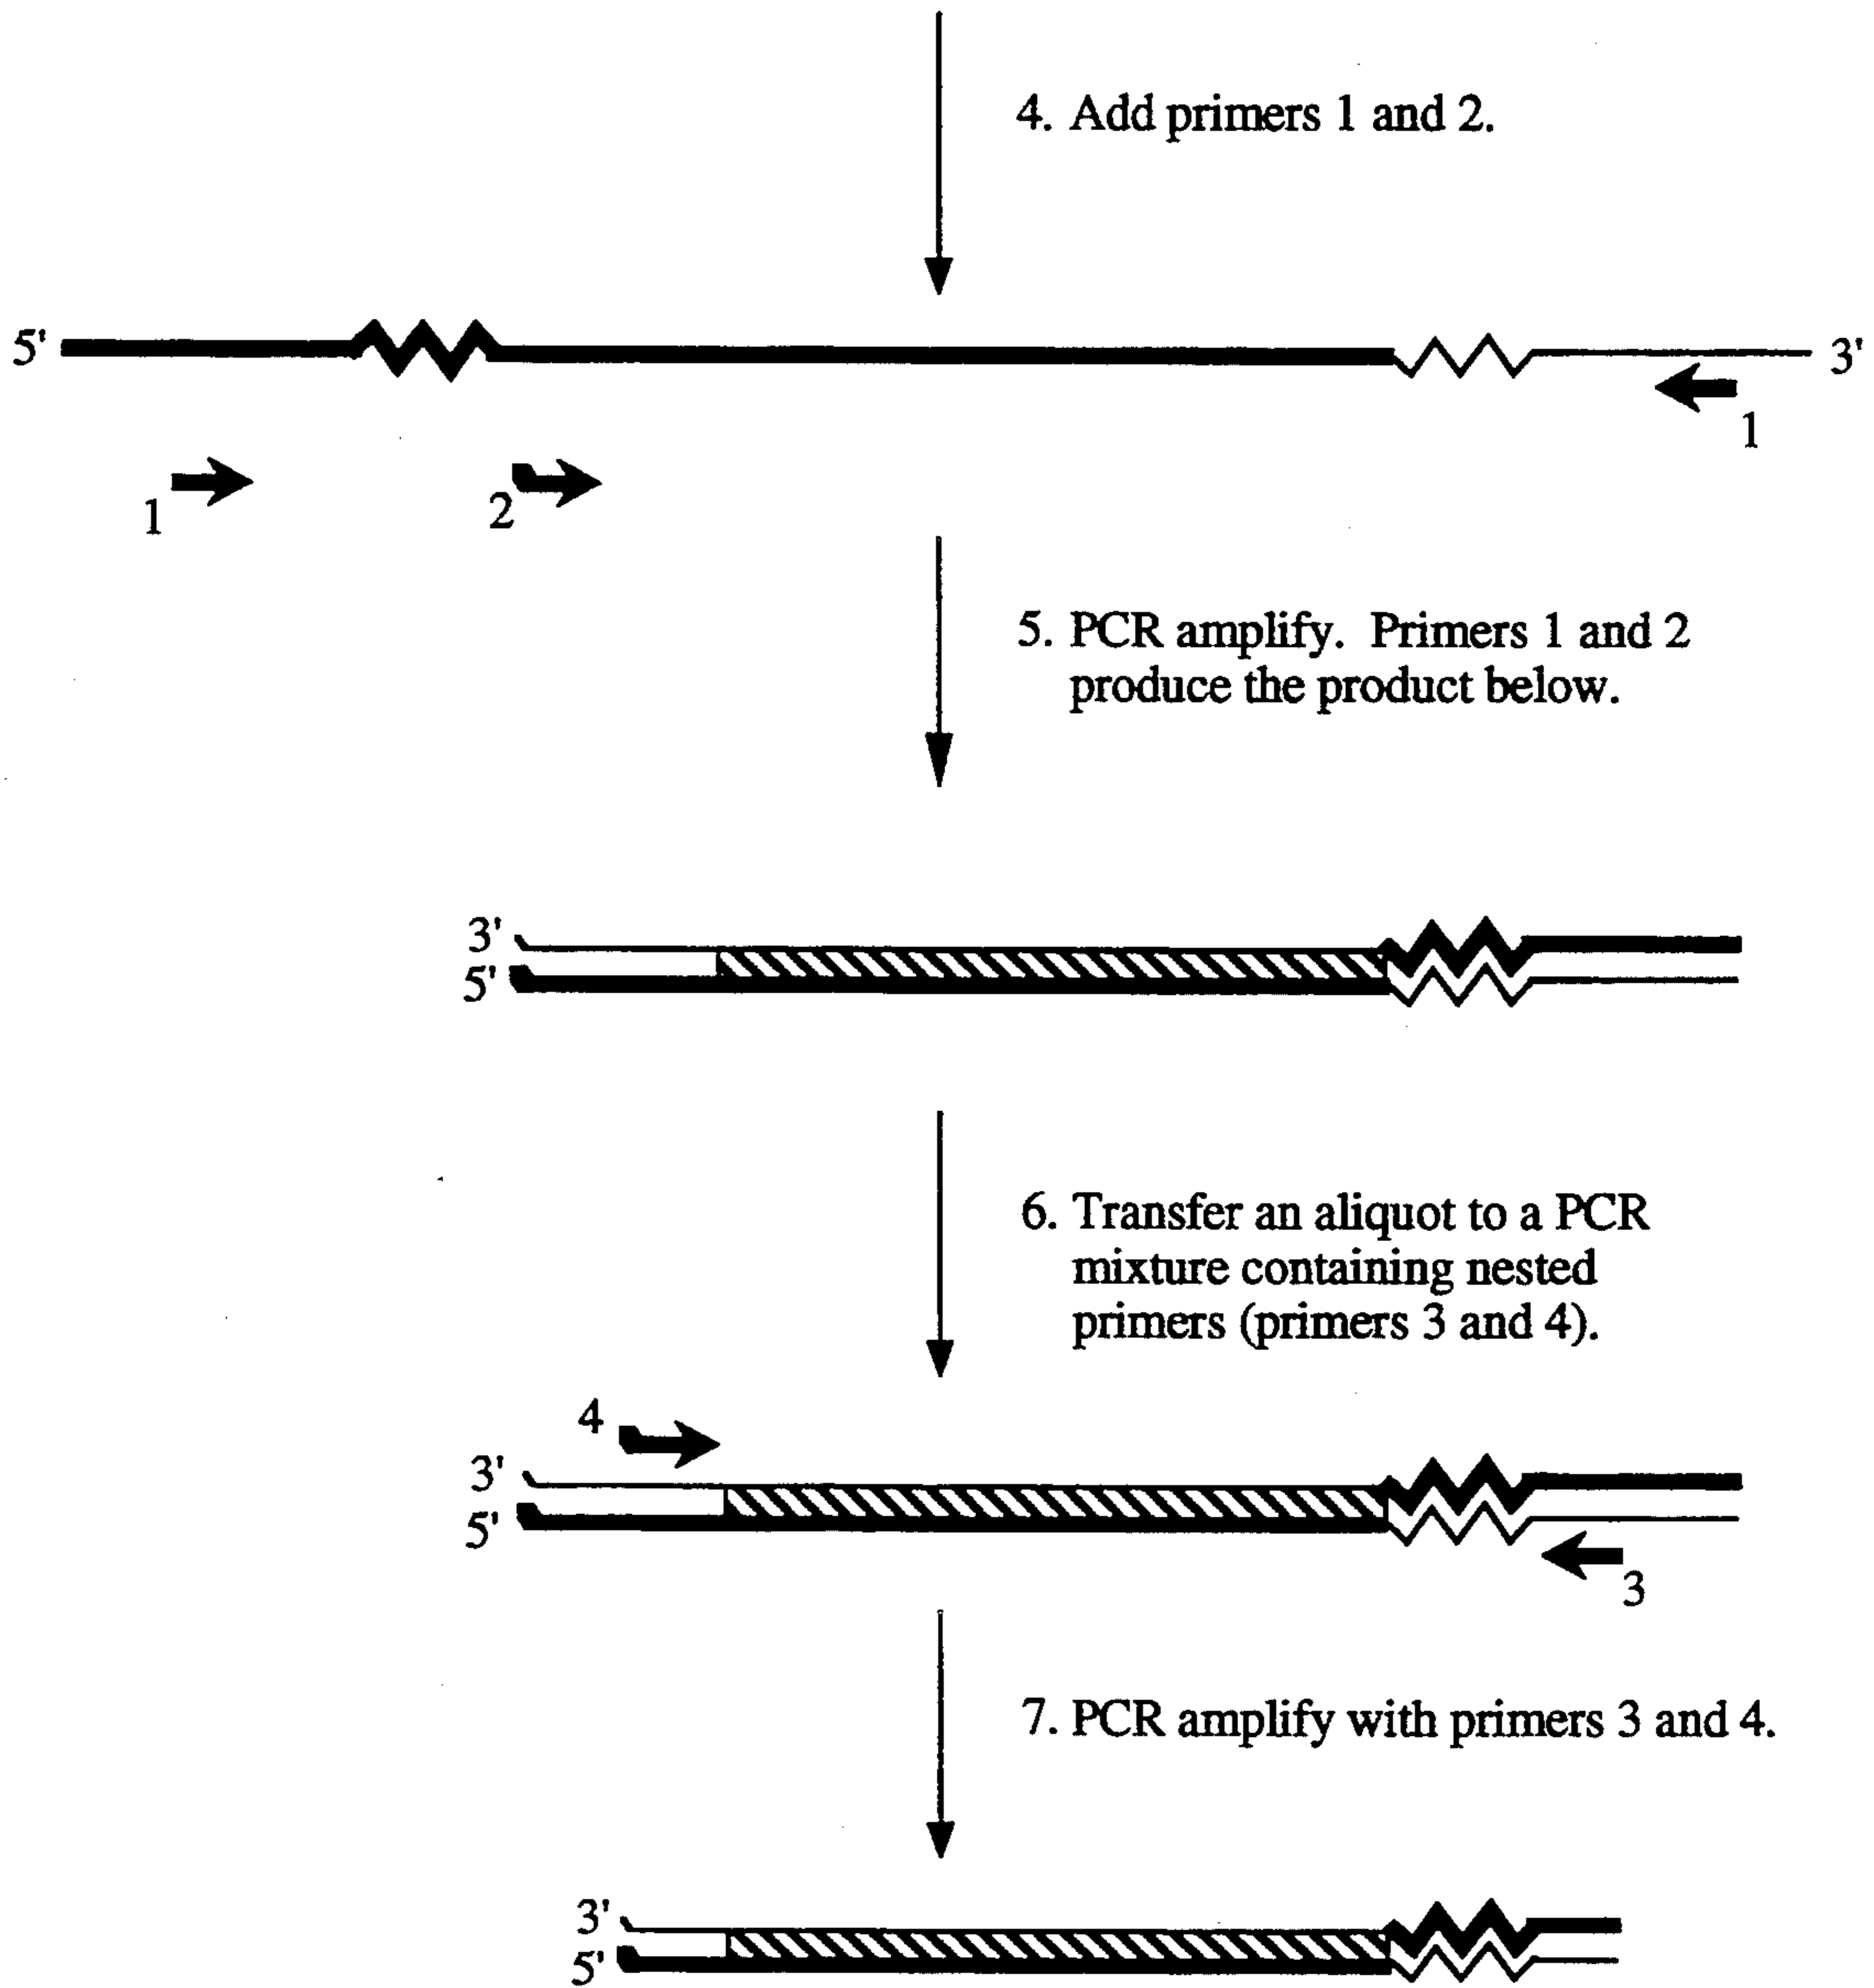 4. Add primers 1 and 2.
5'
3'
1
1
2
5. PCR amplify. Primers 1 and 2
produce the product below.
3'
5'
6. Transfer an aliquot to a PCR
mixture containing nested
primers (primers 3 and 4).
4
3'
5'
3
7. PCR amplify with primers 3 and 4.
3'
5'